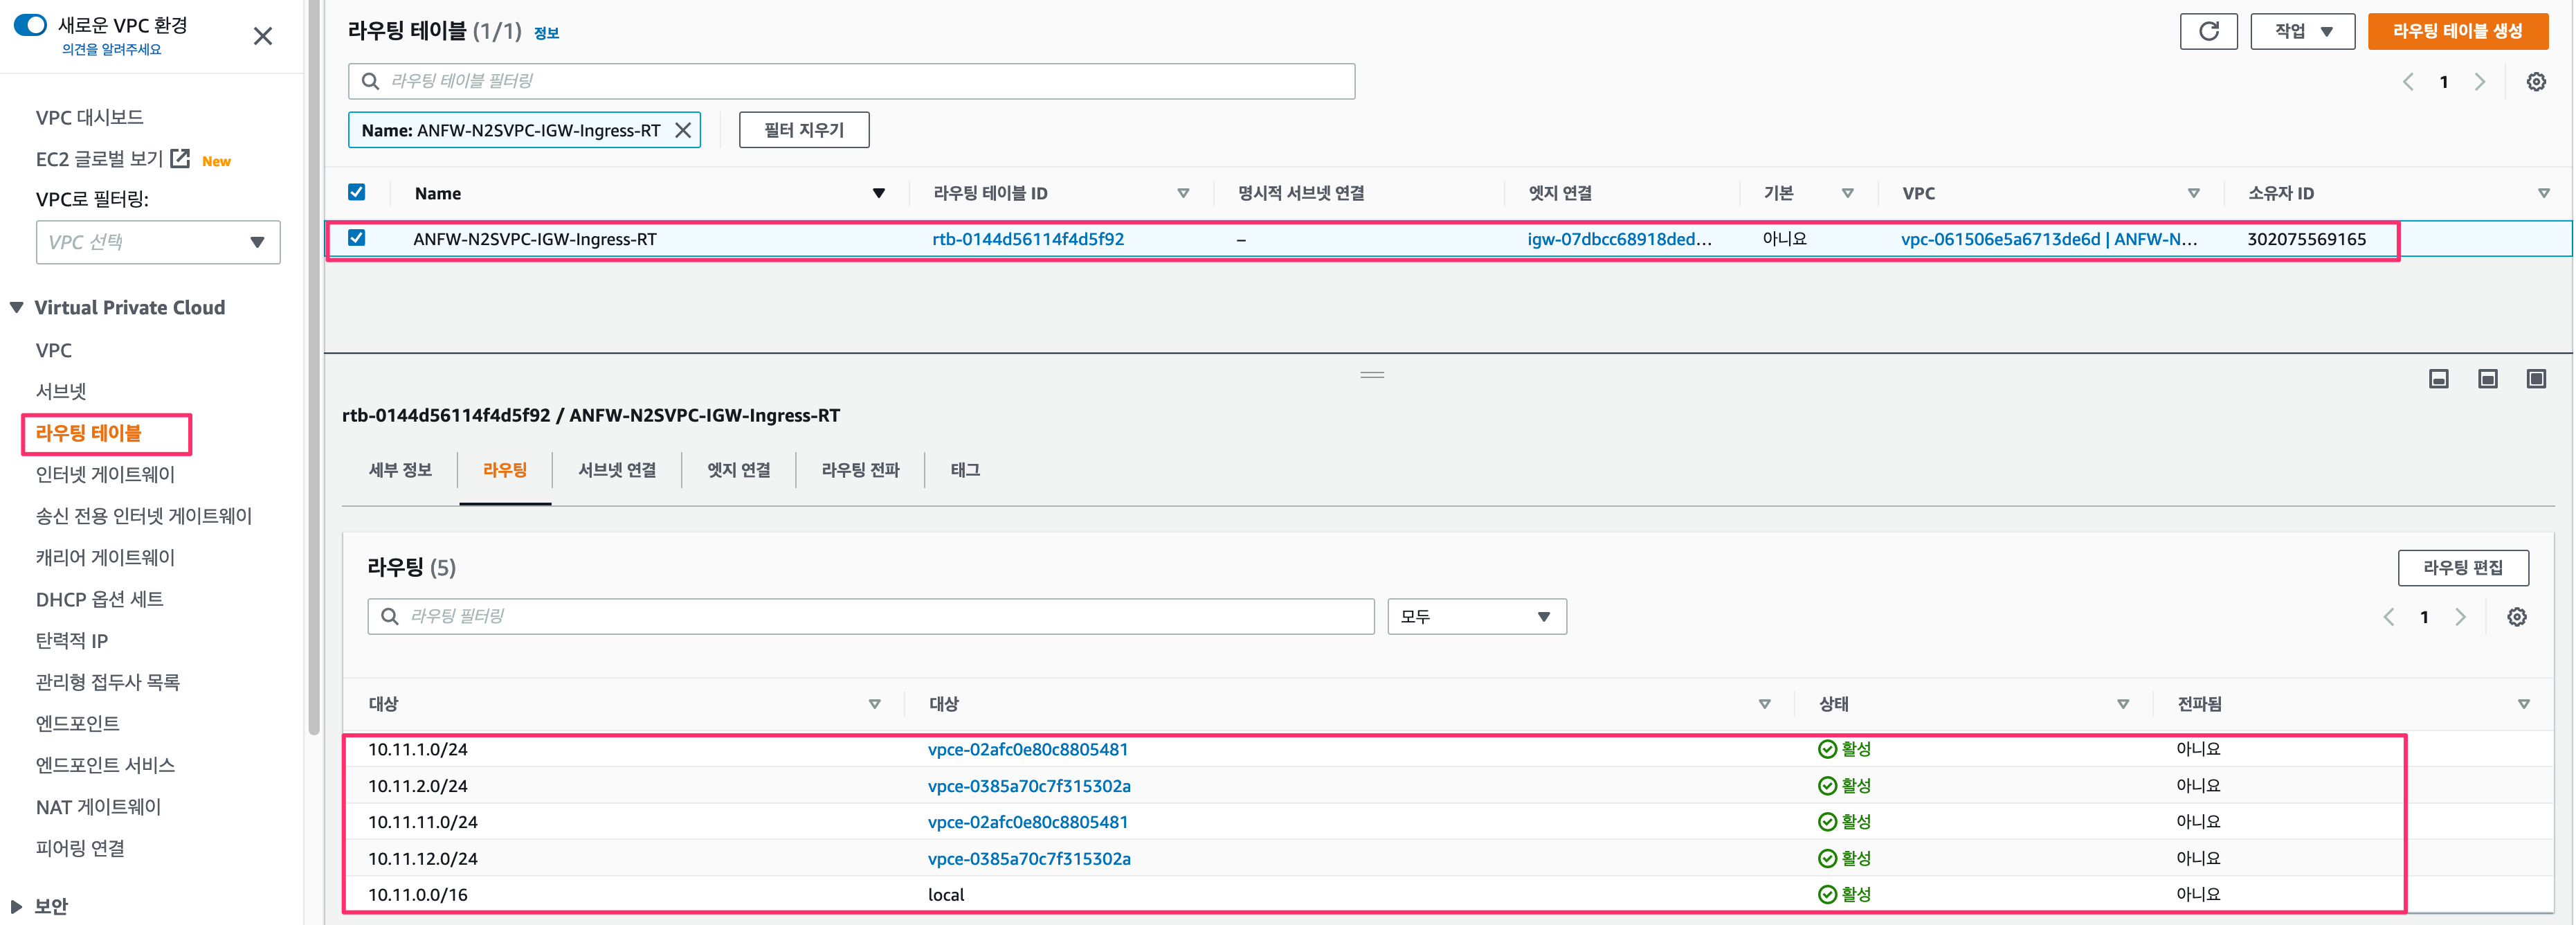 새로운 VPC 환경
의견을 알려주세요
VPC 대시보드
EC2 글로벌 보기 New
VPC로 필터링:
VPC 선택
Virtual Private Cloud
VPC
서브넷
라우팅 테이블
인터넷 게이트웨이
송신 전용 인터넷 게이트웨이
캐리어 게이트웨이
DHCP 옵션 세트
탄력적 IP
관리형 접두사 목록
엔드포인트
엔드포인트 서비스
NAT 게이트웨이
피어링 연결
보안
라우팅 테이블 (1/1) 정보
작업
라우팅 테이블 생성
라우팅 테이블 필터링
1
Name: ANFW-N2SVPC-IGW-Ingress-RT
필터 지우기
Name 라우팅 테이블 ID 명시적 서브넷 연결 엣지 연결 기본 VPC 소유자 ID
ANFW-N2SVPC-IGW-Ingress-RT rtb-0144d56114f4d5f92 – igw-07dbcc68918ded... 아니요 vpc-061506e5a6713de6d | ANFW-N... 302075569165
rtb-0144d56114f4d5f92 / ANFW-N2SVPC-IGW-Ingress-RT
세부 정보 라우팅 서브넷 연결 엣지 연결 라우팅 전파 태그
라우팅 (5)
라우팅 편집
라우팅 필터링
모두
1
대상 대상 상태 전파됨
10.11.1.0/24 vpce-02afc0e80c8805481 활성 아니요
10.11.2.0/24 vpce-0385a70c7f315302a 활성 아니요
10.11.11.0/24 vpce-02afc0e80c8805481 활성 아니요
10.11.12.0/24 vpce-0385a70c7f315302a 활성 아니요
10.11.0.0/16 local 활성 아니요